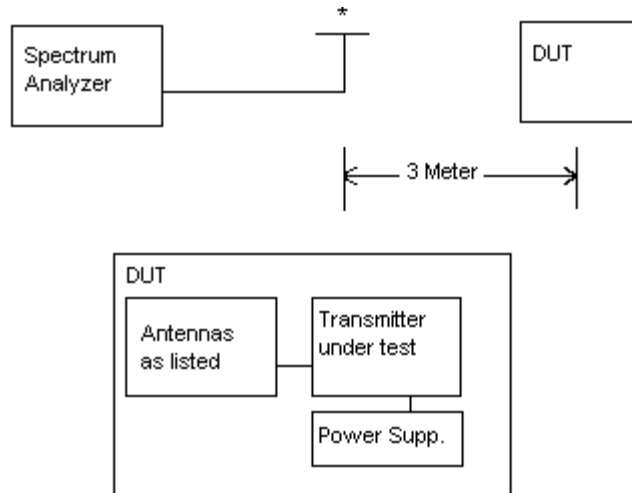 *
Spectrum
Analyzer
DUT
3 Meter
DUT
Antennas
as listed
Transmitter
under test
Power Supp.